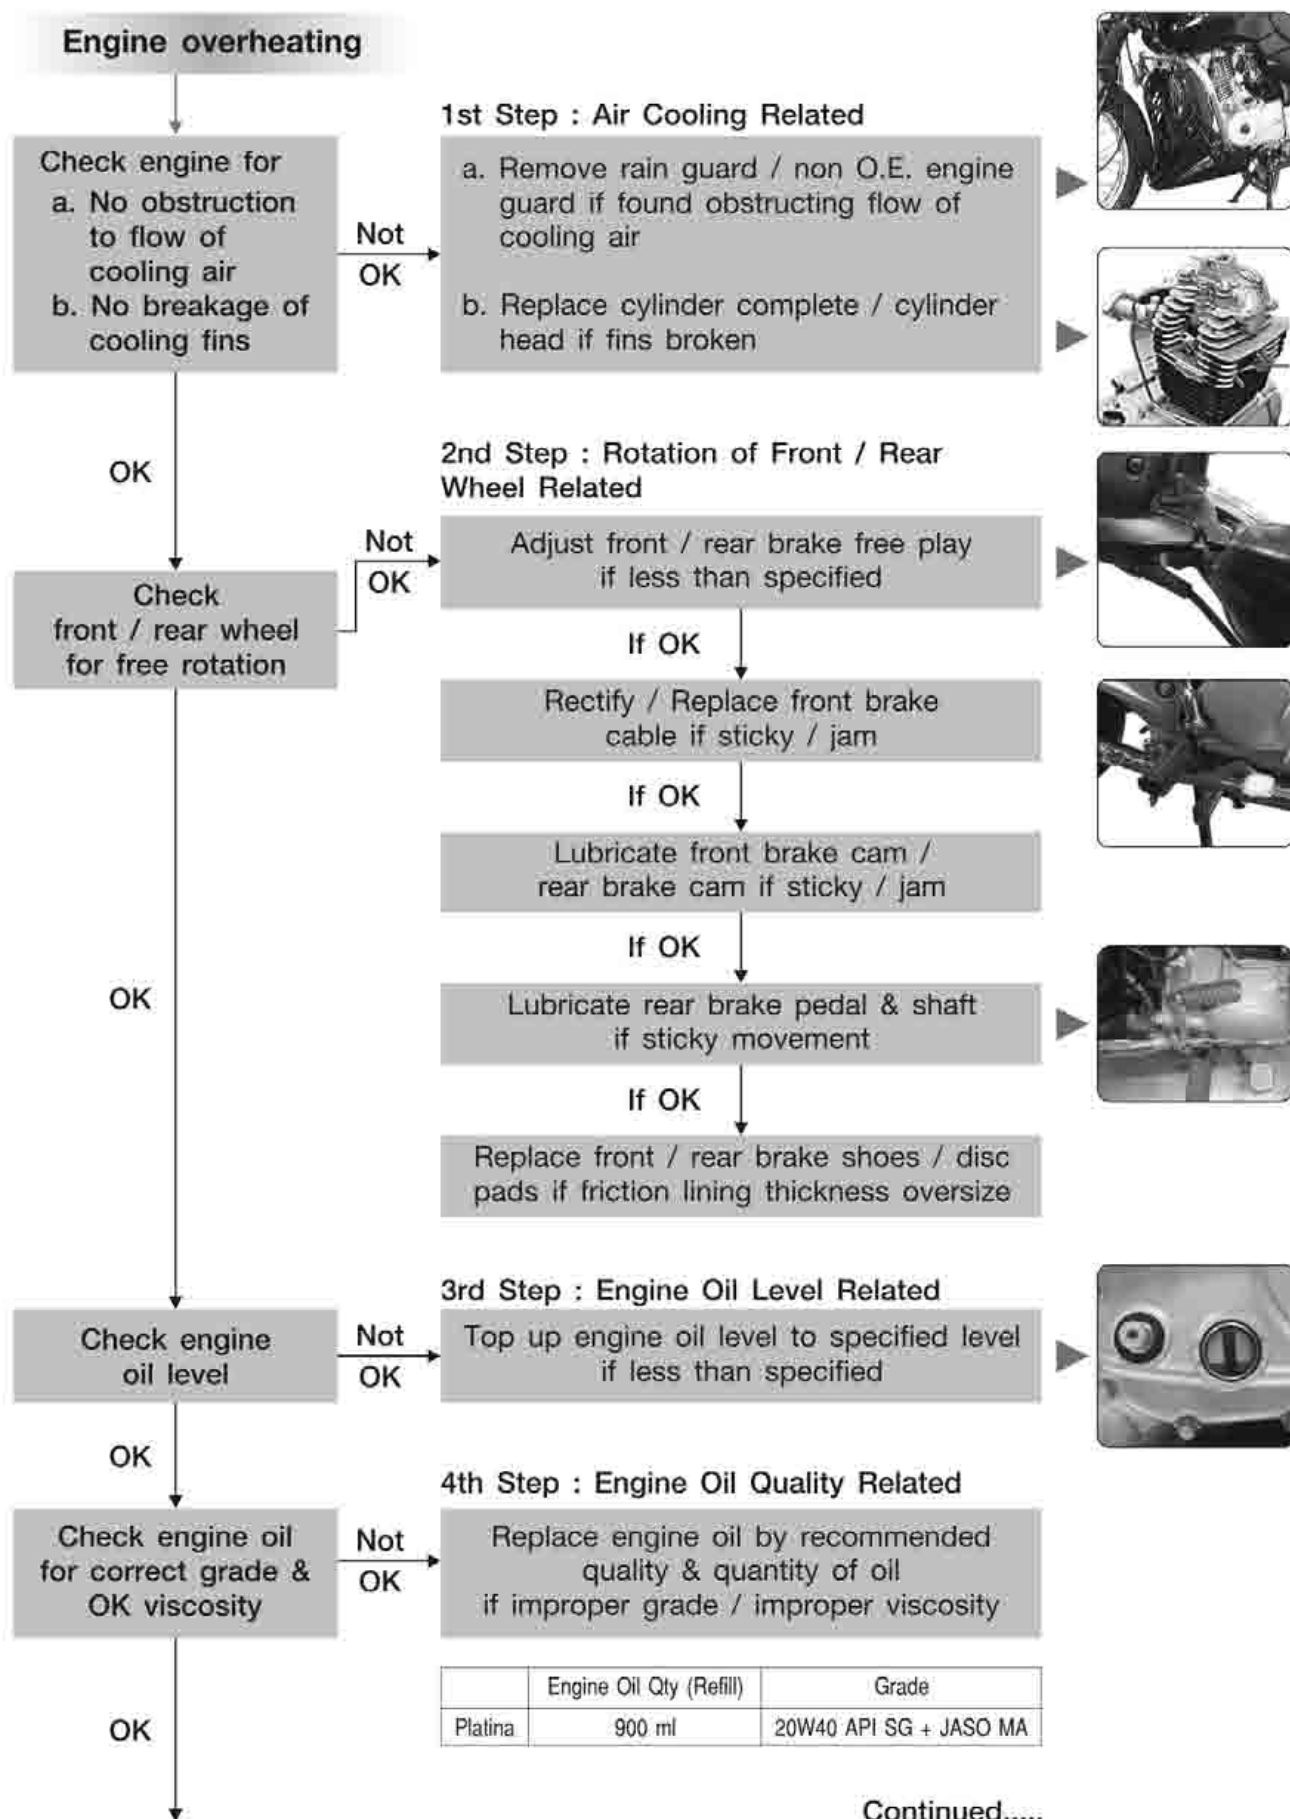 Engine overheating
1st Step : Air Cooling Related
Check engine for
a. No obstruction
to flow of
cooling air
b. No breakage of
cooling fins
Not
OK
a. Remove rain guard / non O.E. engine
guard if found obstructing flow of
cooling air
b. Replace cylinder complete / cylinder
head if fins broken
OK
2nd Step : Rotation of Front / Rear
Wheel Related
Check
front / rear wheel
for free rotation
Not
OK
Adjust front / rear brake free play
if less than specified
If OK
Rectify / Replace front brake
cable if sticky / jam
If OK
Lubricate front brake cam /
rear brake cam if sticky / jam
If OK
Lubricate rear brake pedal & shaft
if sticky movement
If OK
Replace front / rear brake shoes / disc
pads if friction lining thickness oversize
OK
3rd Step : Engine Oil Level Related
Check engine
oil level
Not
OK
Top up engine oil level to specified level
if less than specified
OK
4th Step : Engine Oil Quality Related
Check engine oil
for correct grade &
OK viscosity
Not
OK
Replace engine oil by recommended
quality & quantity of oil
if improper grade / improper viscosity
Engine Oil Qty (Refill) Grade
Platina 900 ml 20W40 API SG + JASO MA
OK
Continued.....